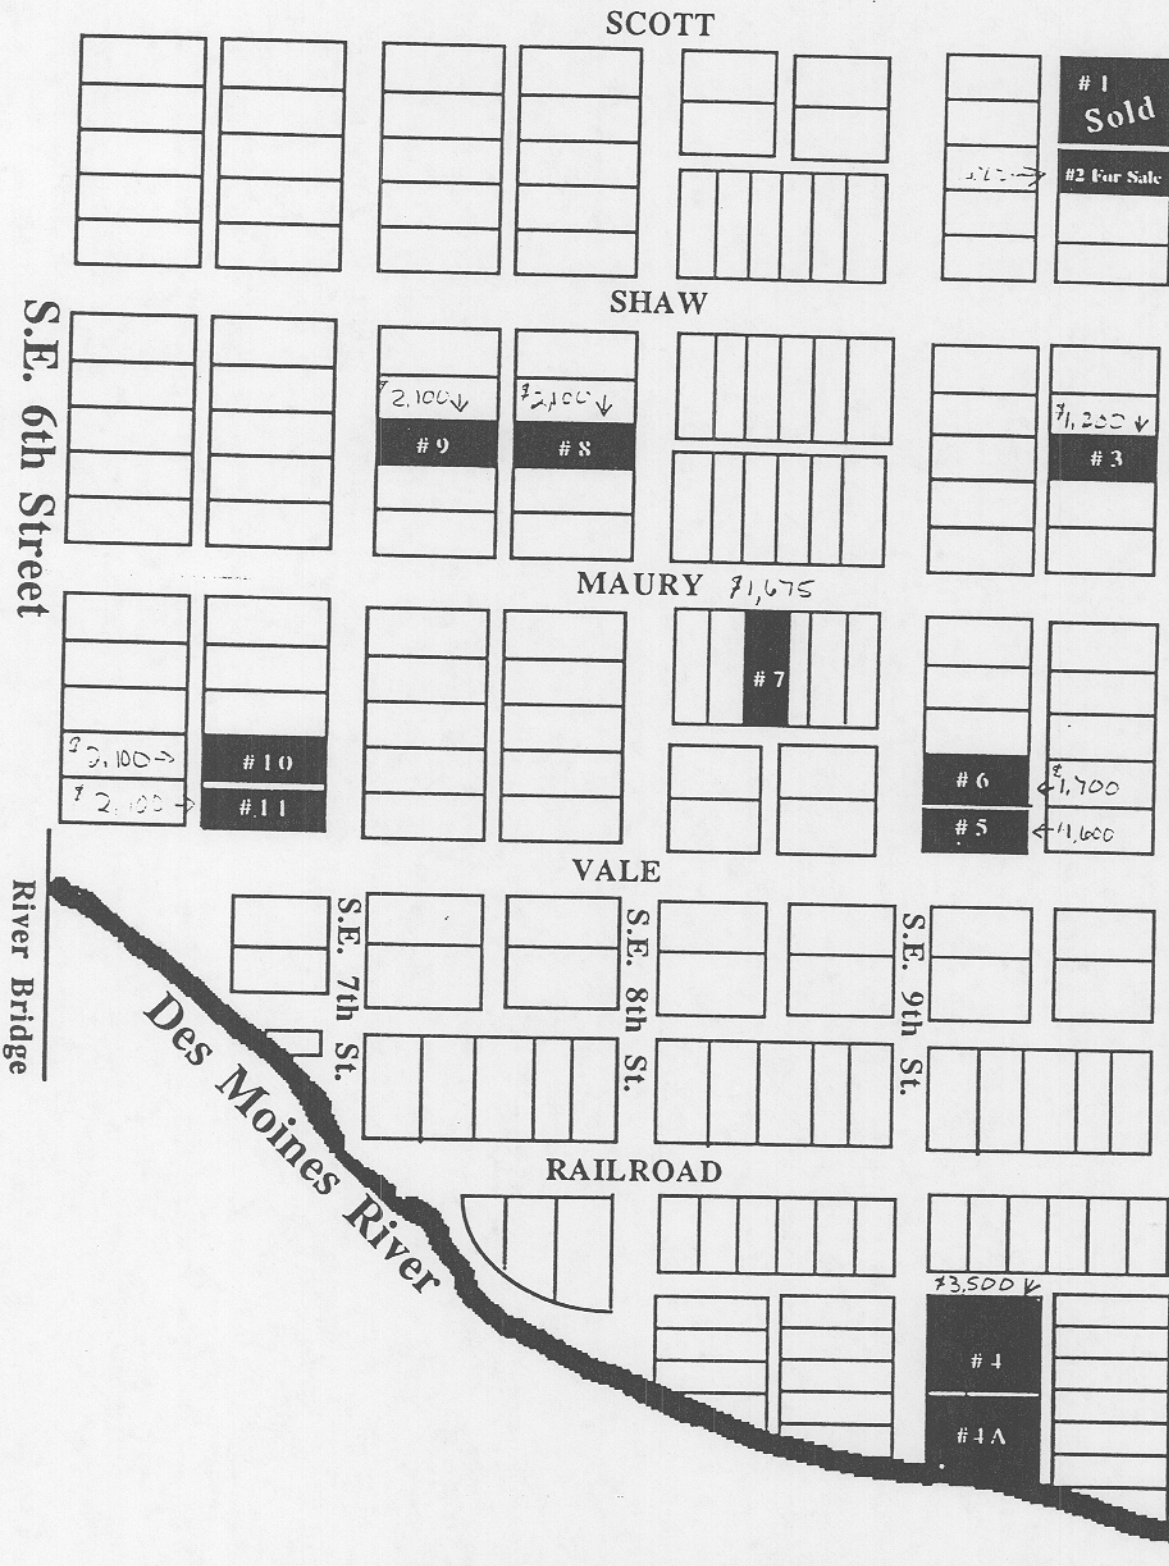 SCOTT
# 1
Sold
#2 For Sale
SHAW
S.E. 6th Street
$2,100
$2,100
$1,200
# 9
# 8
# 3
MAURY $1,675
# 7
$2,100
# 10
# 6
$1,700
$2,100
#11
# 5
$1,600
VALE
River Bridge
S.E. 7th St.
S.E. 8th St.
S.E. 9th St.
Des Moines River
RAILROAD
$3,500
# 4
#4A